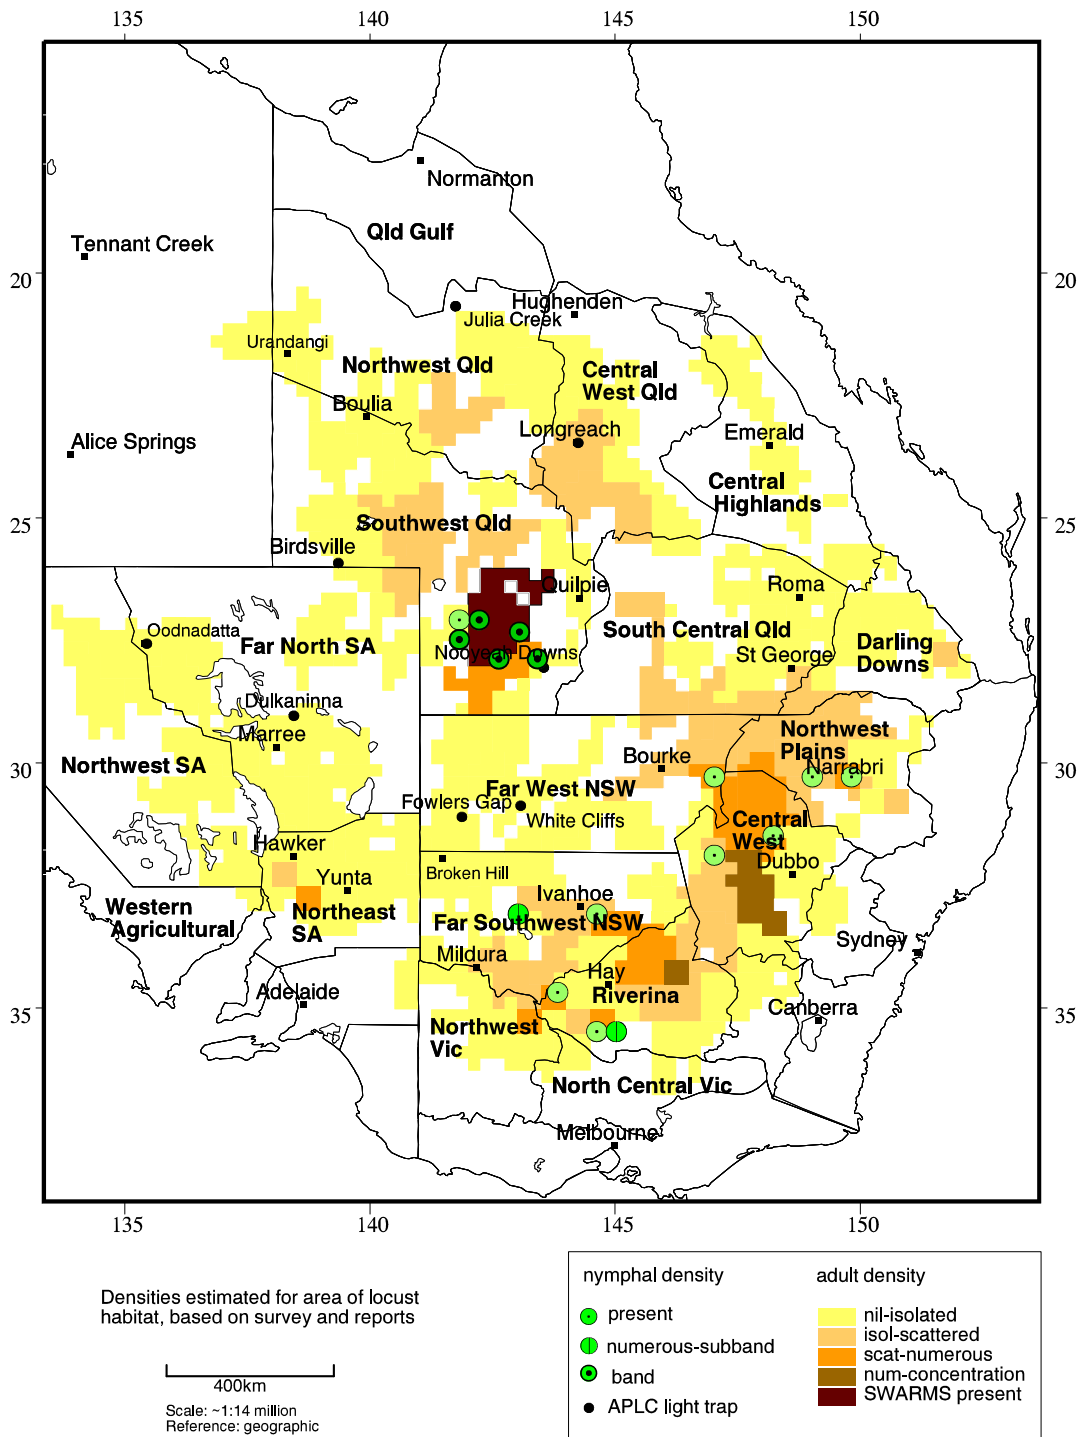 135 140 145 150
Normanton
Qld Gulf
Tennant Creek
20 20
Hughenden
Julia Creek
Urandangi
Northwest Qld
Central
West Qld
Boulia
Longreach
Emerald
Alice Springs
Central
Highlands
25 25
Southwest Qld
Birdsville
Quilpie
Roma
Oodnadatta
Far North SA
South Central Qld
Darling
Downs
Nooyeah Downs
St George
Dulkaninna
Marree
Northwest
Plains
Northwest SA
Bourke
Narrabri
30 30
Far West NSW
Fowlers Gap
White Cliffs
Central
West
Hawker
Dubbo
Broken Hill
Yunta
Ivanhoe
Western
Agricultural
Northeast
SA
Far Southwest NSW
Sydney
Mildura
Hay
Riverina
Adelaide
Canberra
35 35
Northwest
Vic
North Central Vic
Melbourne
135 140 145 150
Densities estimated for area of locust
habitat, based on survey and reports
400km
Scale: ~1:14 million
Reference: geographic
nymphal density
present
numerous-subband
band
APLC light trap
adult density
nil-isolated
isol-scattered
scat-numerous
num-concentration
SWARMS present